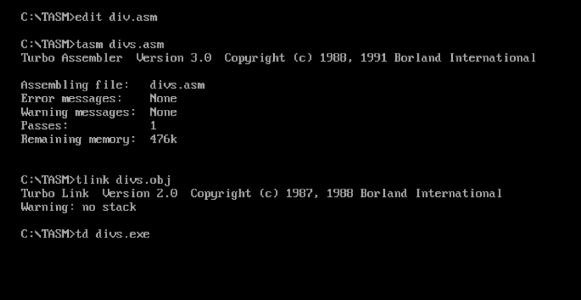 C:\TASM>edit div.asm
C:\TASM>tasm divs.asm
Turbo Assembler  Version 3.0  Copyright (c) 1988, 1991 Borland International
Assembling file:   divs.asm
Error messages:    None
Warning messages:  None
Passes:            1
Remaining memory:  476k
C:\TASM>tlink divs.obj
Turbo Link  Version 2.0  Copyright (c) 1987, 1988 Borland International
Warning: no stack
C:\TASM>td divs.exe